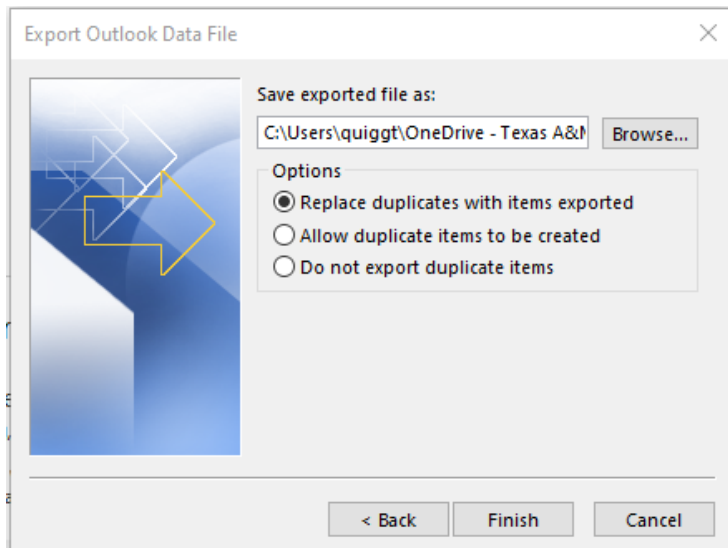 Export Outlook Data File
Save exported file as:
C:\Users\quiggt\OneDrive - Texas A&M
Browse...
Options
Replace duplicates with items exported
Allow duplicate items to be created
Do not export duplicate items
< Back
Finish
Cancel